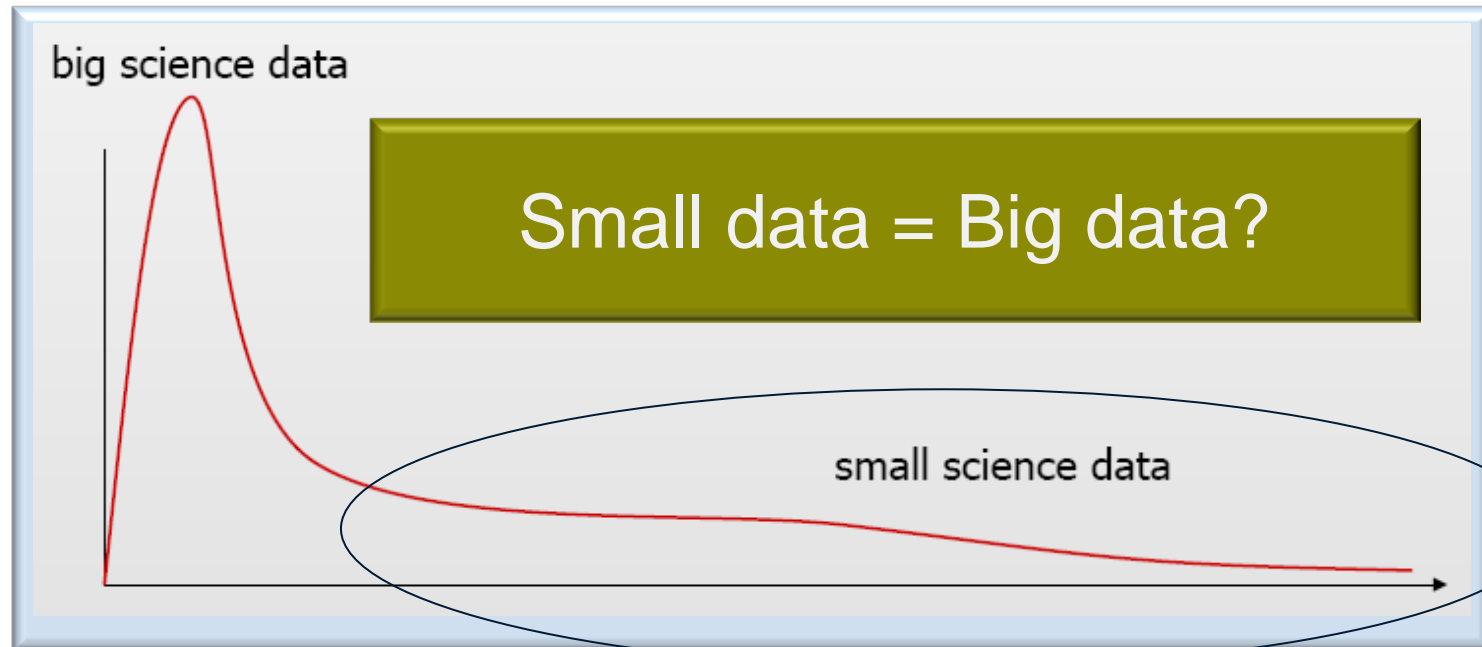 big science data
Small data = Big data?
small science data